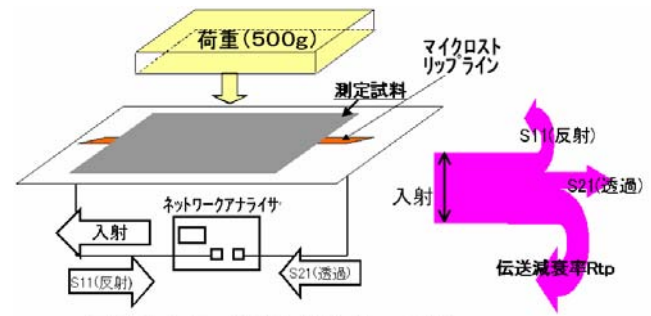 荷重(500g)
マイクロスト
リップライン
測定試料
S11(反射)
入射
S21(透過)
ネットワークアナライザ
入射
S11(反射)
S21(透過)
伝送減衰率Rtp